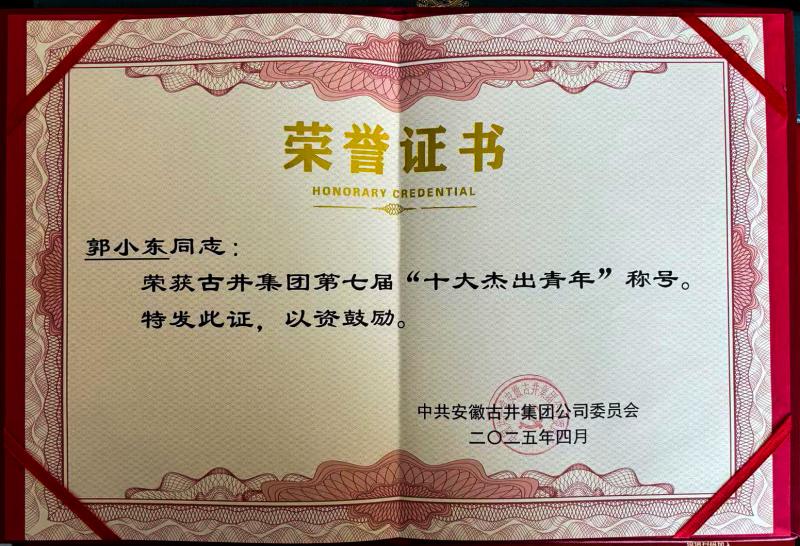 荣誉证书
HONORARY CREDENTIAL
郭小东同志：
荣获古井集团第七届“十大杰出青年”称号。
特发此证，以资鼓励。
中共安徽古井集团公司委员会
二〇二五年四月